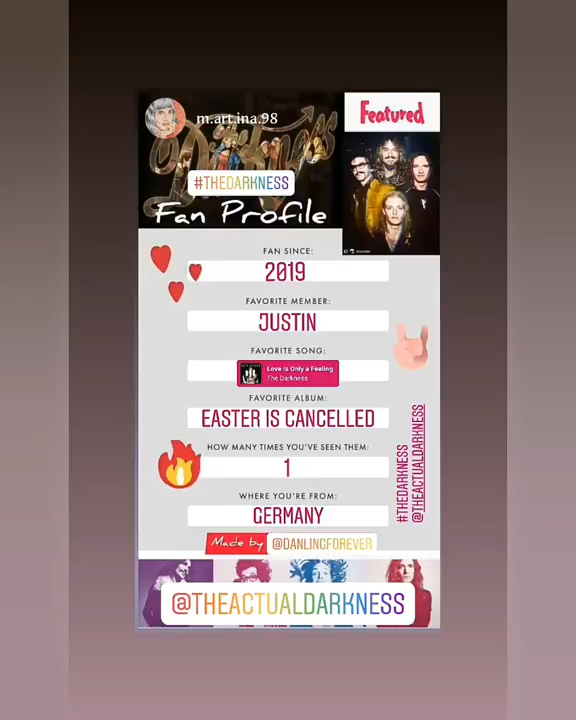 m.art.ina.98
Darkness
#THEDARKNESS
Fan Profile
Featured
FAN SINCE:
2019
FAVORITE MEMBER:
JUSTIN
FAVORITE SONG:
Love Is Only a Feeling
The Darkness
FAVORITE ALBUM:
EASTER IS CANCELLED
HOW MANY TIMES YOU'VE SEEN THEM:
1
WHERE YOU'RE FROM:
GERMANY
#THEDARKNESS
@THEACTUALDARKNESS
Made by @DANLINGFOREVER
@THEACTUALDARKNESS